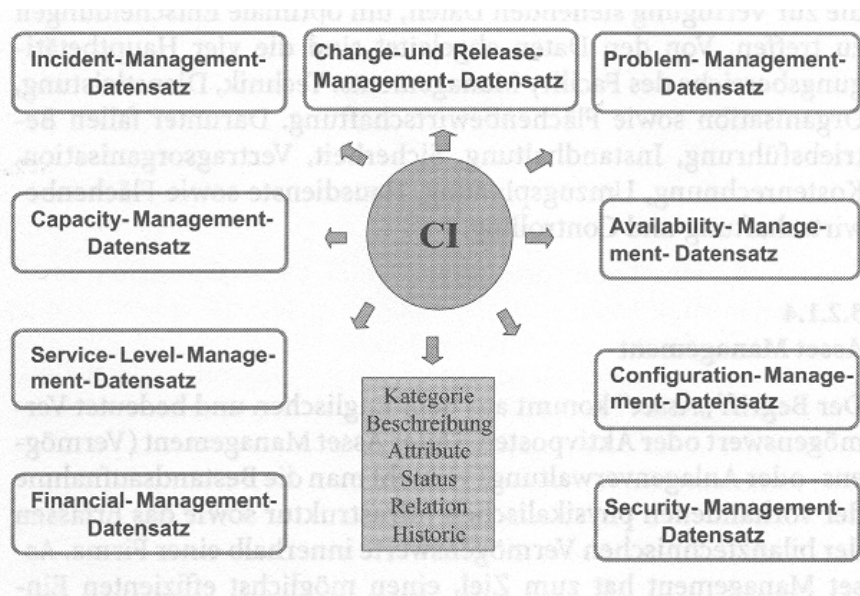 Incident-Management-
Datensatz
Change-und Release-
Management-Datensatz
Problem-Management-
Datensatz
Capacity-Management-
Datensatz
CI
Availability-Manage-
ment-Datensatz
Service-Level-Manage-
ment-Datensatz
Configuration-Manage-
ment-Datensatz
Kategorie
Beschreibung
Attribute
Status
Relation
Historic
Financial-Management-
Datensatz
Security-Management-
Datensatz